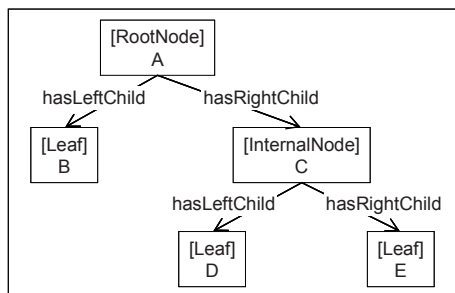 [RootNode]
A
hasLeftChild
hasRightChild
[Leaf]
B
[InternalNode]
C
hasLeftChild
hasRightChild
[Leaf]
D
[Leaf]
E